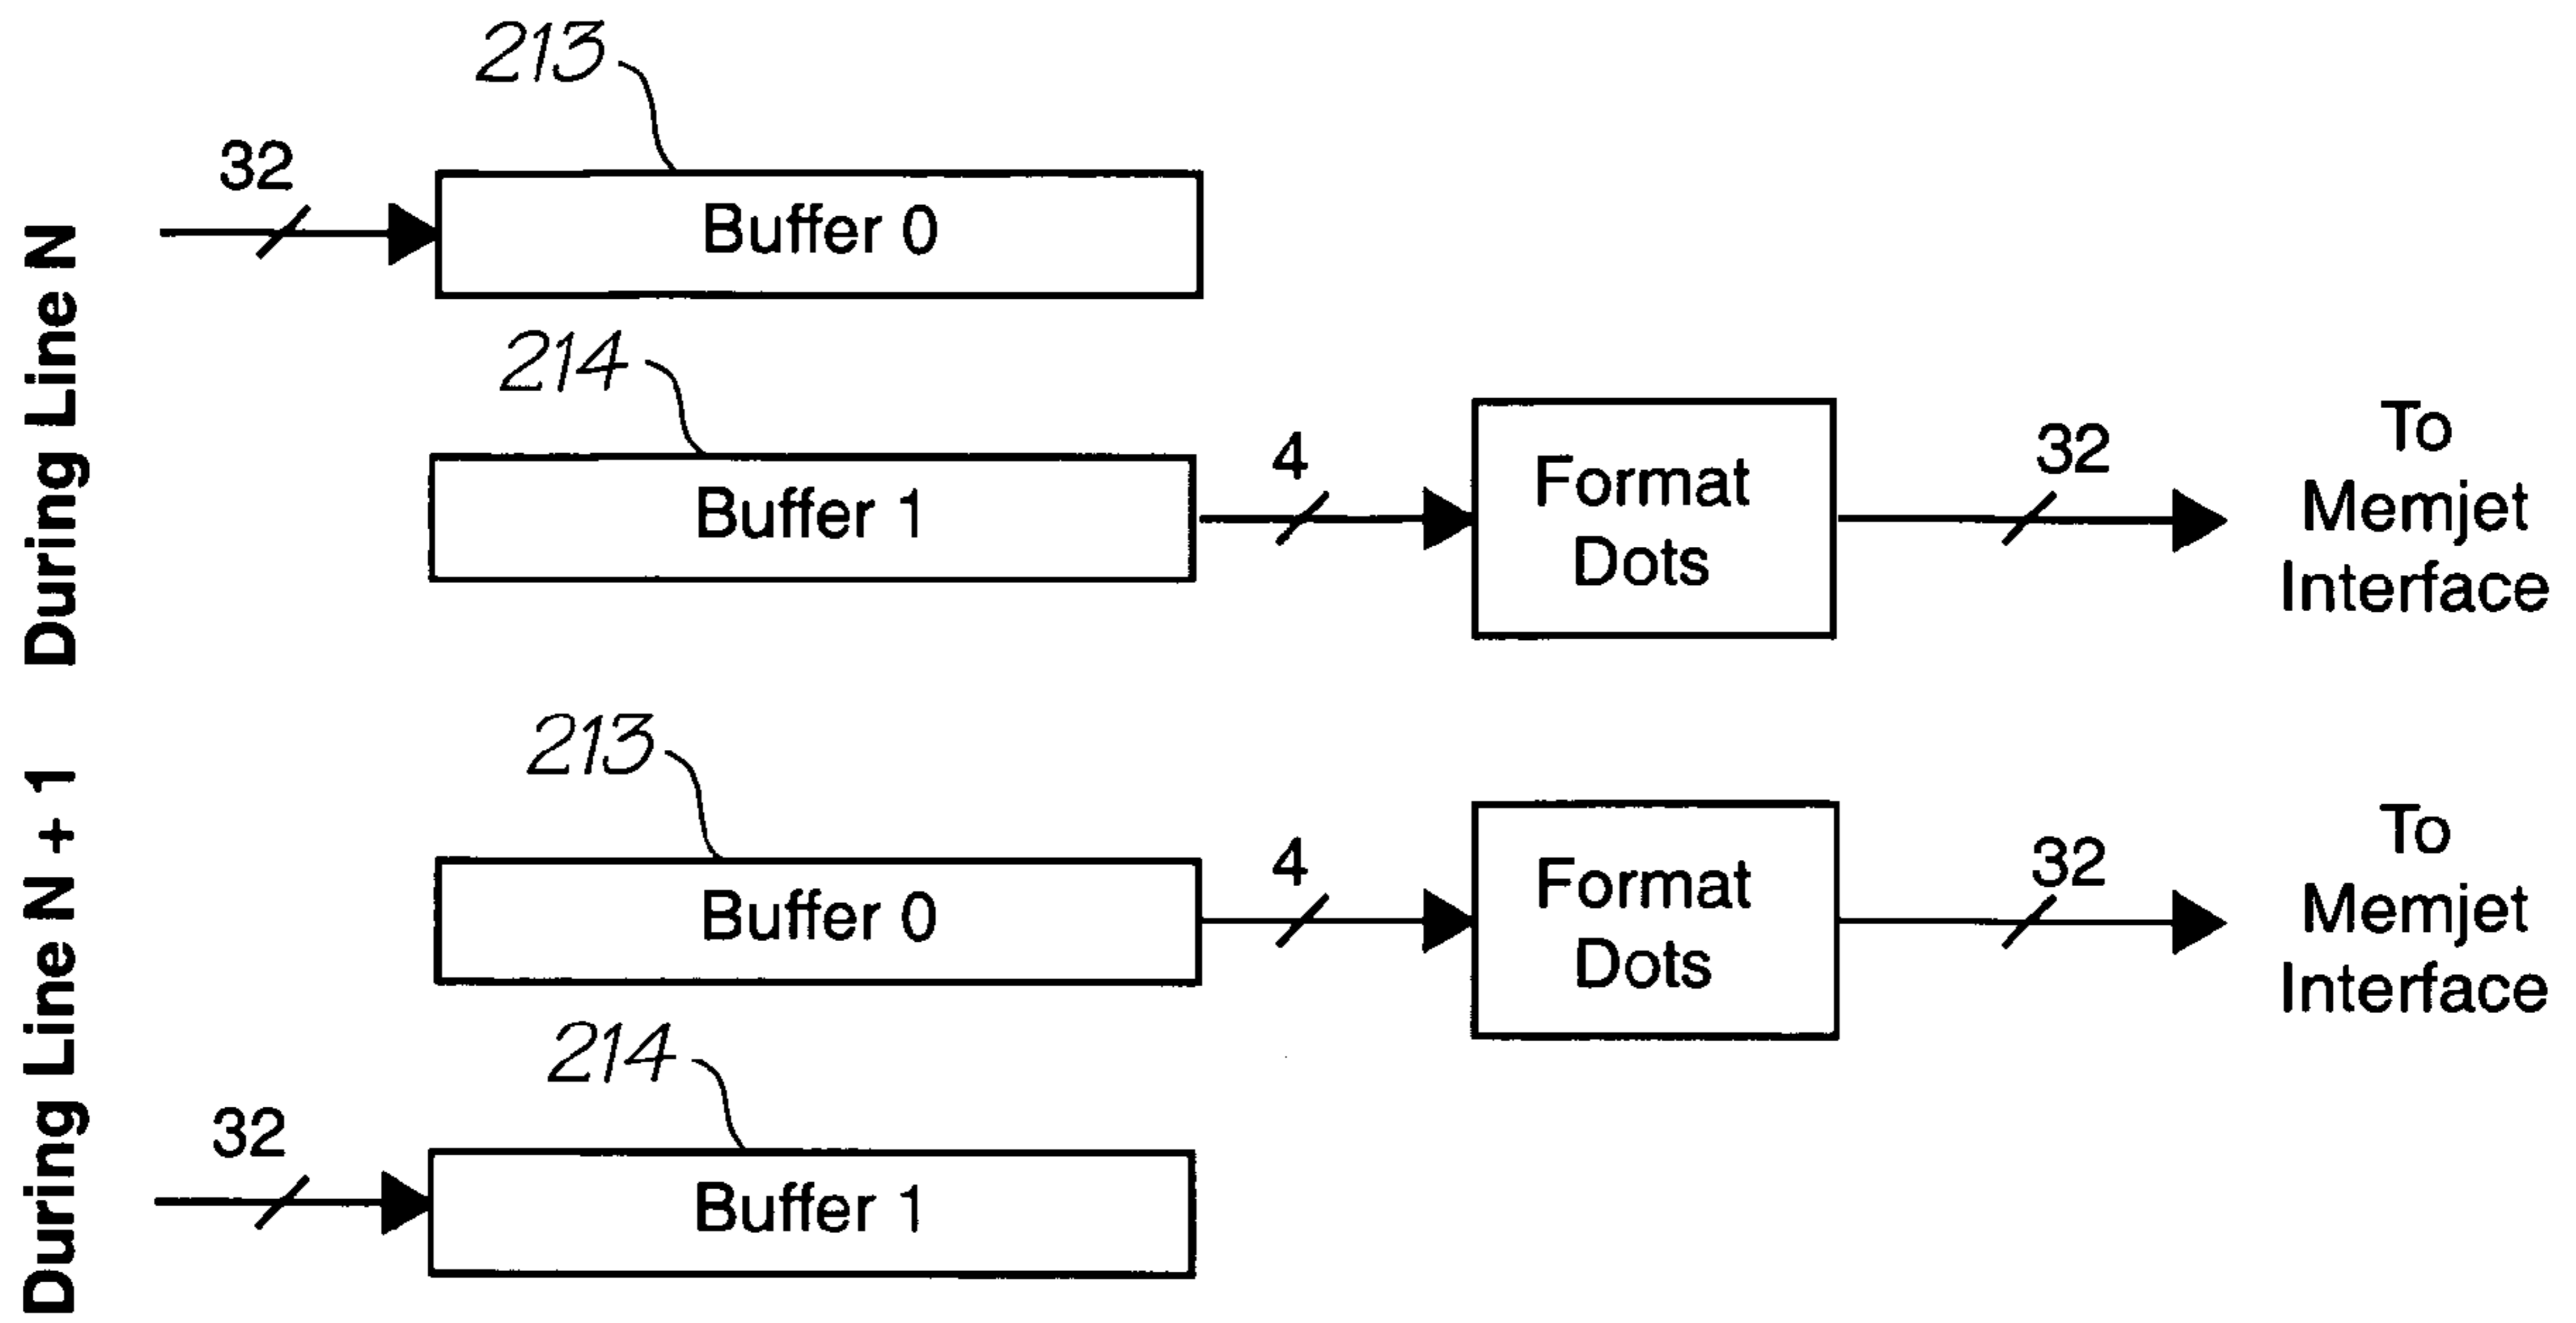 During Line N
213
32
Buffer 0
214
Buffer 1
4
Format
Dots
32
To
Memjet
Interface
During Line N + 1
213
Buffer 0
4
Format
Dots
32
To
Memjet
Interface
214
32
Buffer 1